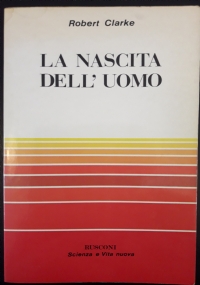 Robert Clarke
LA NASCITA
DELL'UOMO
RUSCONI
Scienza e Vita nuova